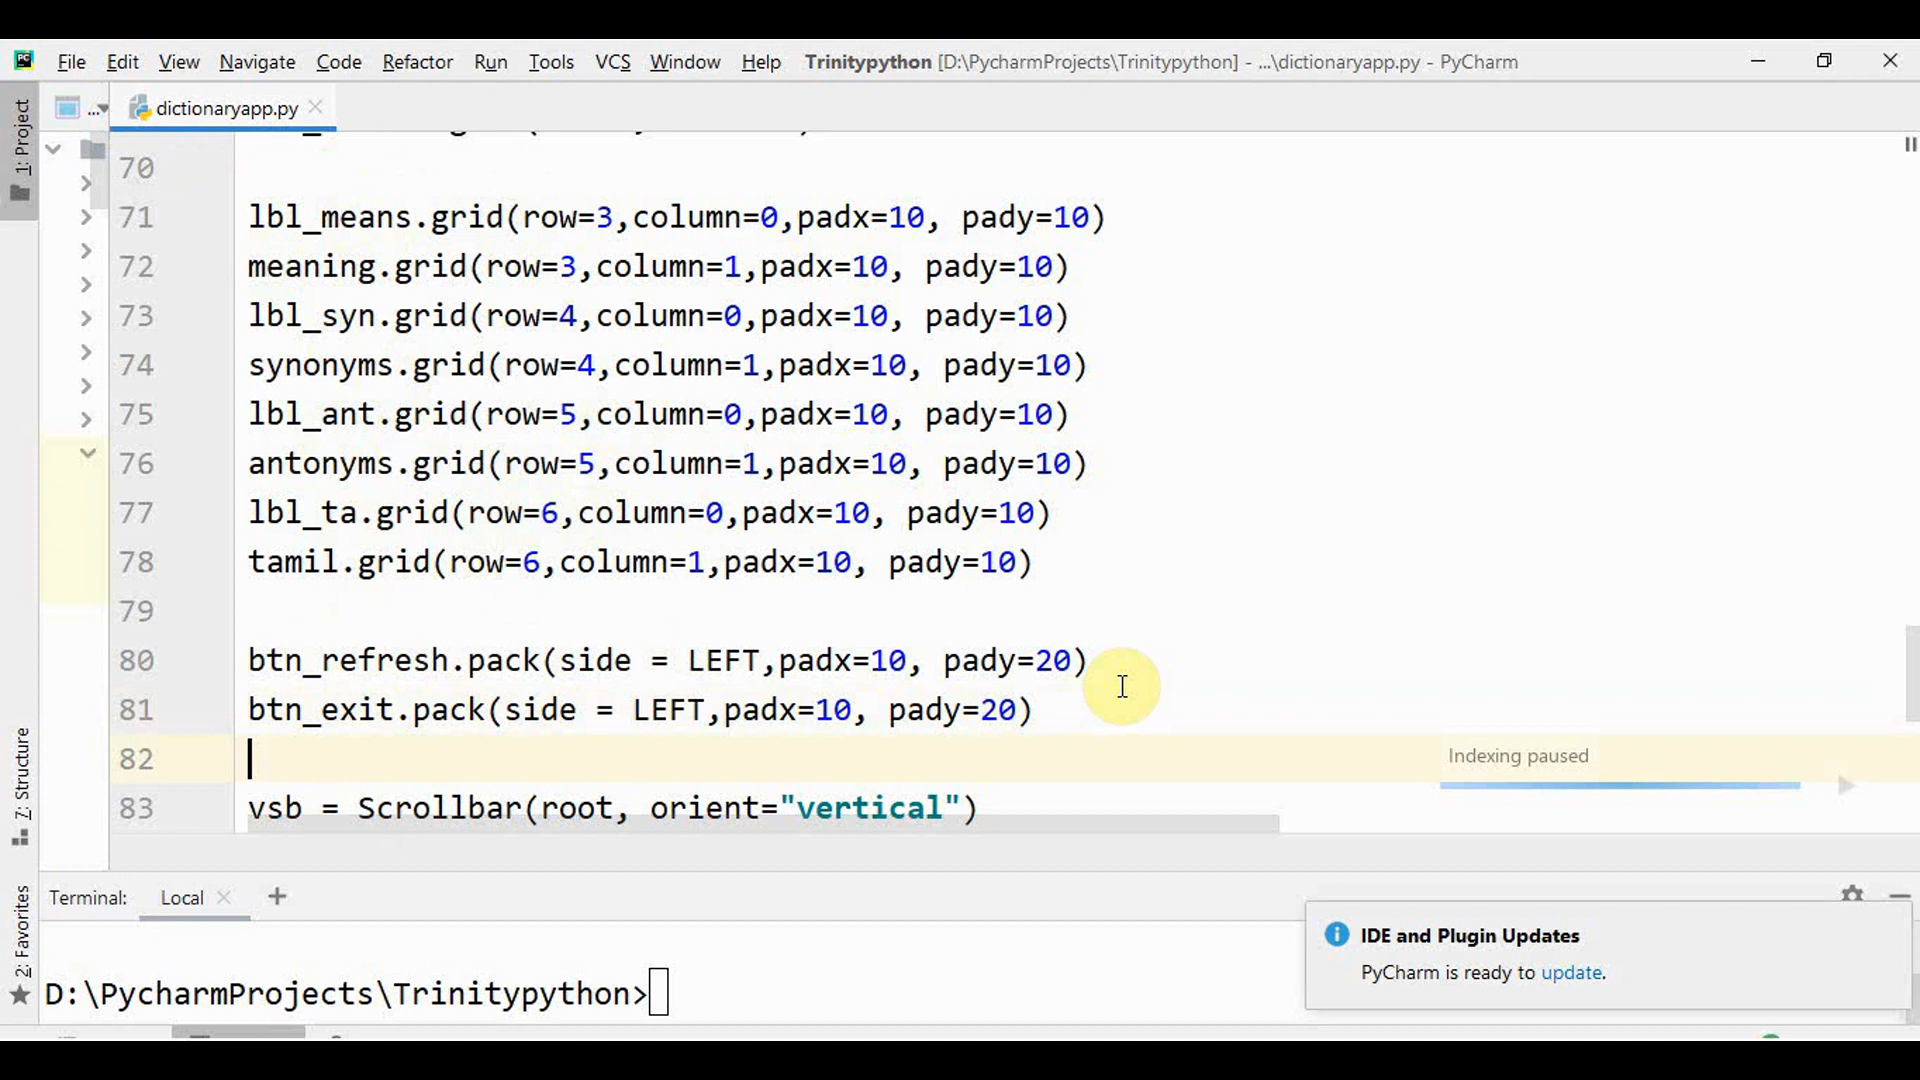 File Edit View Navigate Code Refactor Run Tools VCS Window Help Trinitypython [D:\PycharmProjects\Trinitypython] - ...\dictionaryapp.py - PyCharm
1: Project
... dictionaryapp.py
70
71 lbl_means.grid(row=3,column=0,padx=10, pady=10)
72 meaning.grid(row=3,column=1,padx=10, pady=10)
73 lbl_syn.grid(row=4,column=0,padx=10, pady=10)
74 synonyms.grid(row=4,column=1,padx=10, pady=10)
75 lbl_ant.grid(row=5,column=0,padx=10, pady=10)
76 antonyms.grid(row=5,column=1,padx=10, pady=10)
77 lbl_ta.grid(row=6,column=0,padx=10, pady=10)
78 tamil.grid(row=6,column=1,padx=10, pady=10)
79
80 btn_refresh.pack(side = LEFT,padx=10, pady=20)
81 btn_exit.pack(side = LEFT,padx=10, pady=20)
82
Indexing paused
83 vsb = Scrollbar(root, orient="vertical")
7: Structure
2: Favorites
Terminal: Local +
IDE and Plugin Updates
PyCharm is ready to update.
D:\PycharmProjects\Trinitypython>